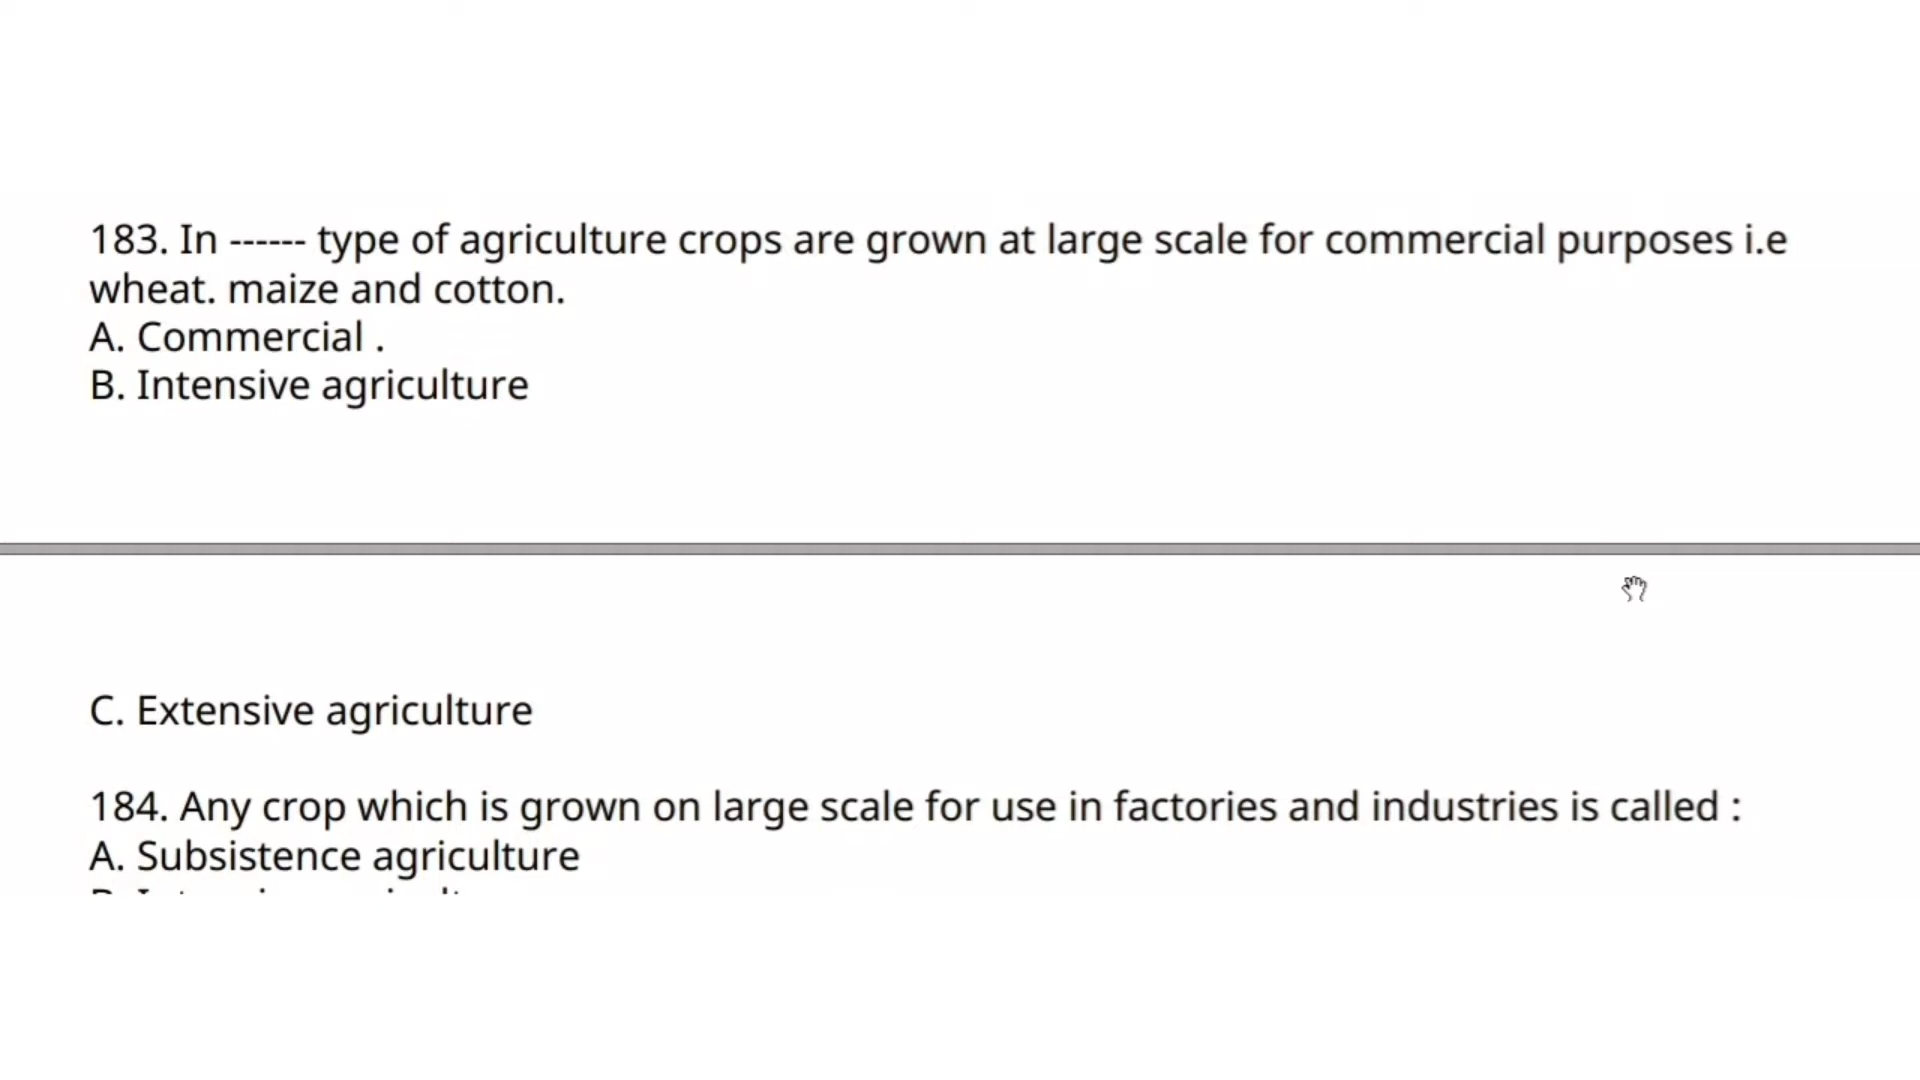 183. In ------ type of agriculture crops are grown at large scale for commercial purposes i.e
wheat. maize and cotton.
A. Commercial .
B. Intensive agriculture
C. Extensive agriculture
184. Any crop which is grown on large scale for use in factories and industries is called :
A. Subsistence agriculture